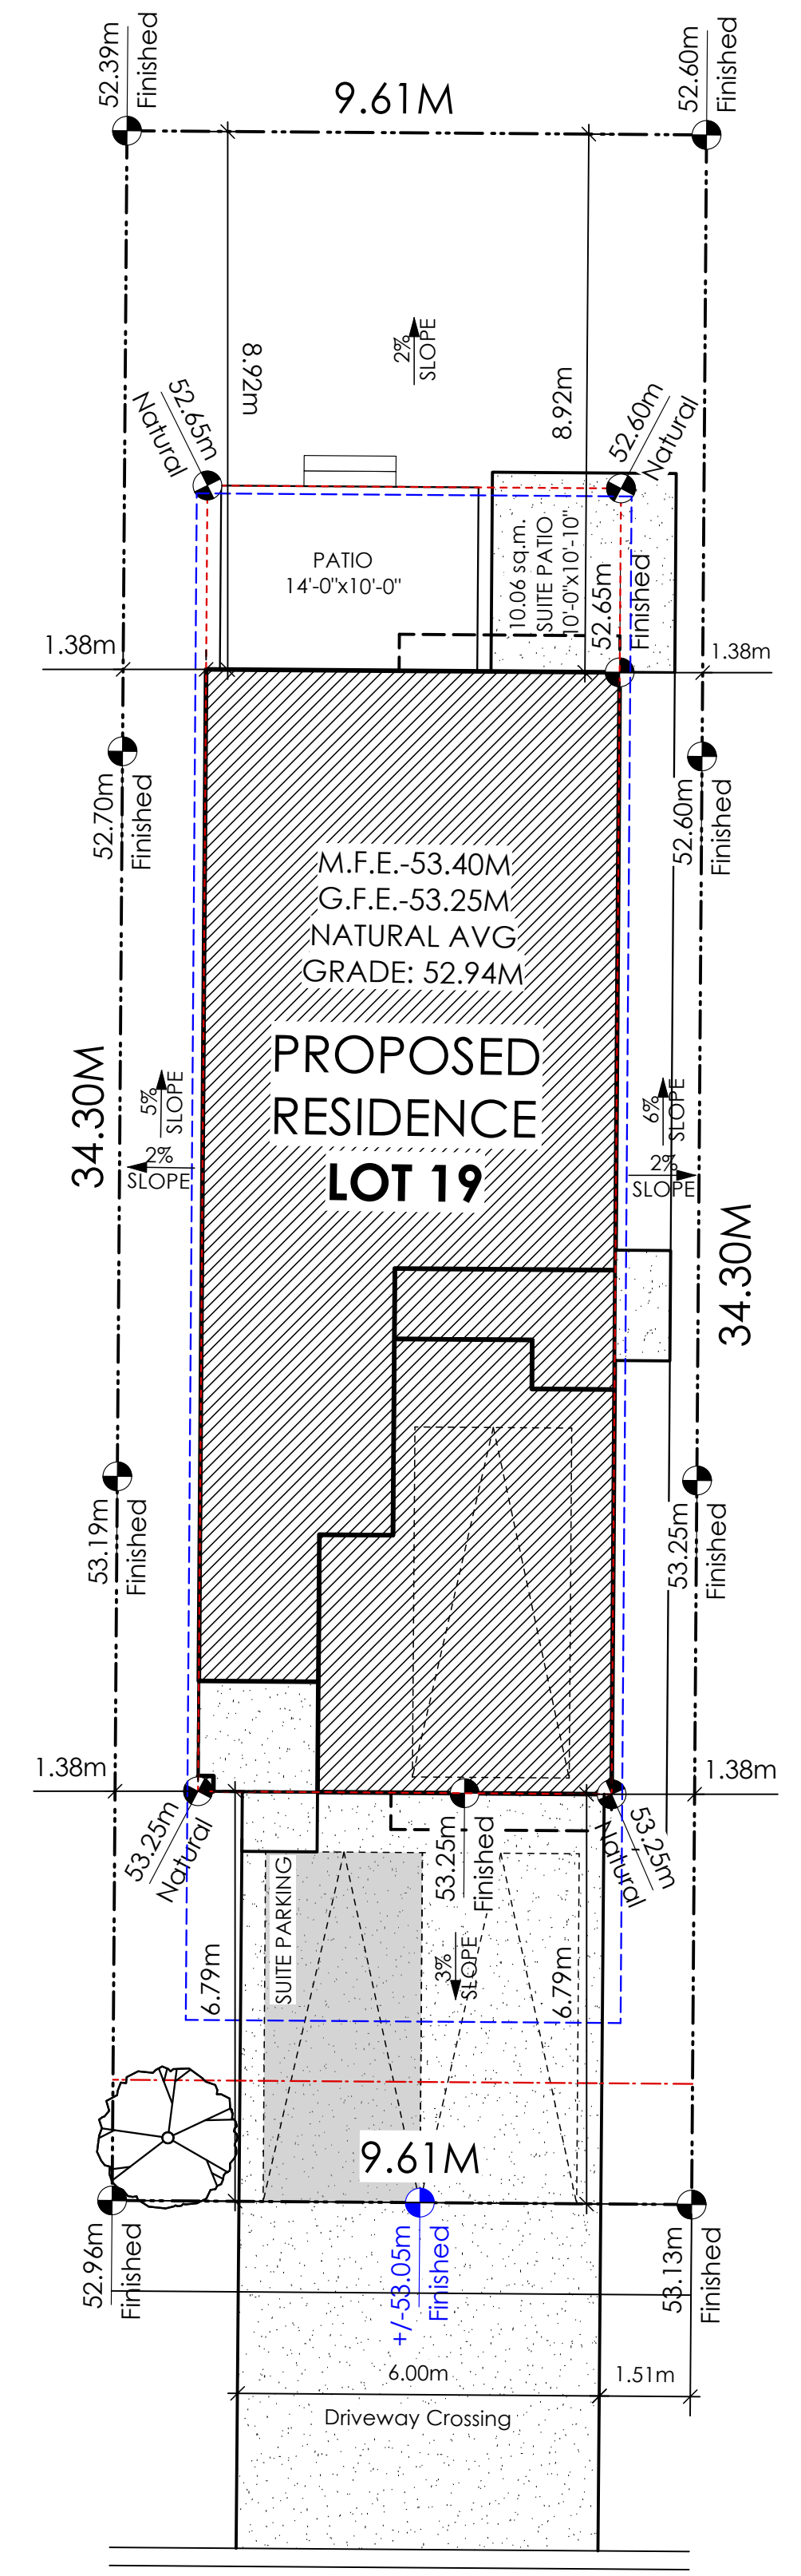 52.39m
Finished
9.61M
52.60m
Finished
2%
SLOPE
8.92m
8.92m
52.65m
Natural
52.60m
Natural
PATIO
14'-0"x10'-0"
10.06 sq.m.
SUITE PATIO
10'-0"x10'-10"
52.65m
Finished
1.38m
1.38m
52.70m
Finished
52.60m
Finished
M.F.E.-53.40M
G.F.E.-53.25M
NATURAL AVG
GRADE: 52.94M
PROPOSED
RESIDENCE
LOT 19
34.30M
5%
SLOPE
2%
SLOPE
6%
SLOPE
2%
SLOPE
34.30M
53.19m
Finished
53.25m
Finished
1.38m
1.38m
53.25m
Natural
53.25m
Finished
53.25m
Natural
SUITE PARKING
6.79m
3%
SLOPE
6.79m
9.61M
52.96m
Finished
+/-53.05m
Finished
53.13m
Finished
6.00m
1.51m
Driveway Crossing